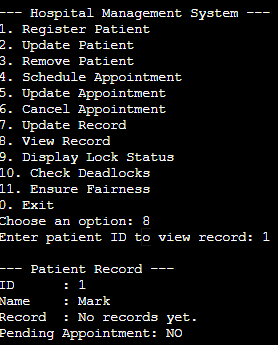 --- Hospital Management System ---
1. Register Patient
2. Update Patient
3. Remove Patient
4. Schedule Appointment
5. Update Appointment
6. Cancel Appointment
7. Update Record
8. View Record
9. Display Lock Status
10. Check Deadlocks
11. Ensure Fairness
0. Exit
Choose an option: 8
Enter patient ID to view record: 1

--- Patient Record ---
ID     : 1
Name   : Mark
Record : No records yet.
Pending Appointment: NO